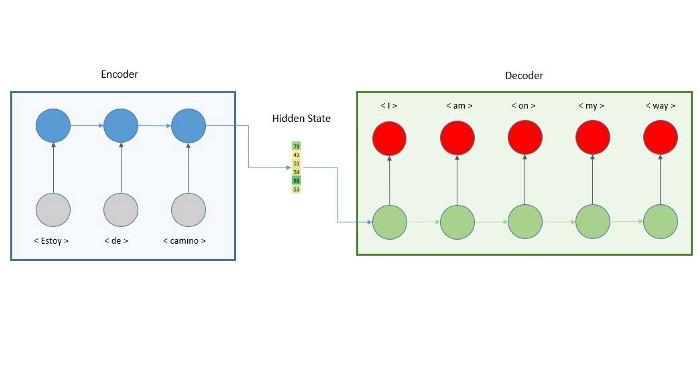 Encoder
< Estoy >
< de >
< camino >
Hidden State
Decoder
< I >
< am >
< on >
< my >
< way >